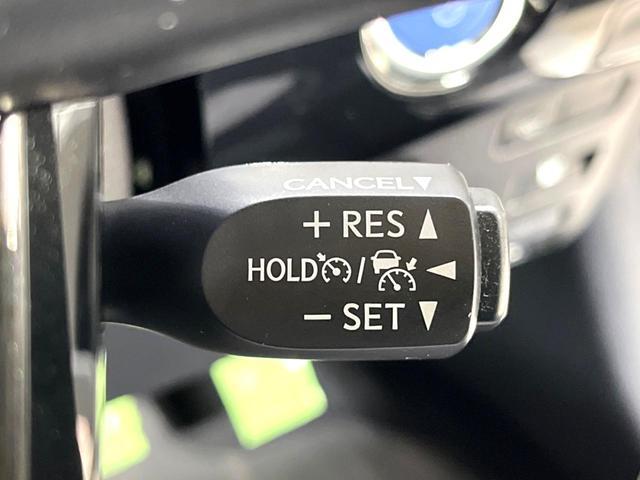 CANCEL▼
+ RES ▲
HOLD / ◄
− SET ▼